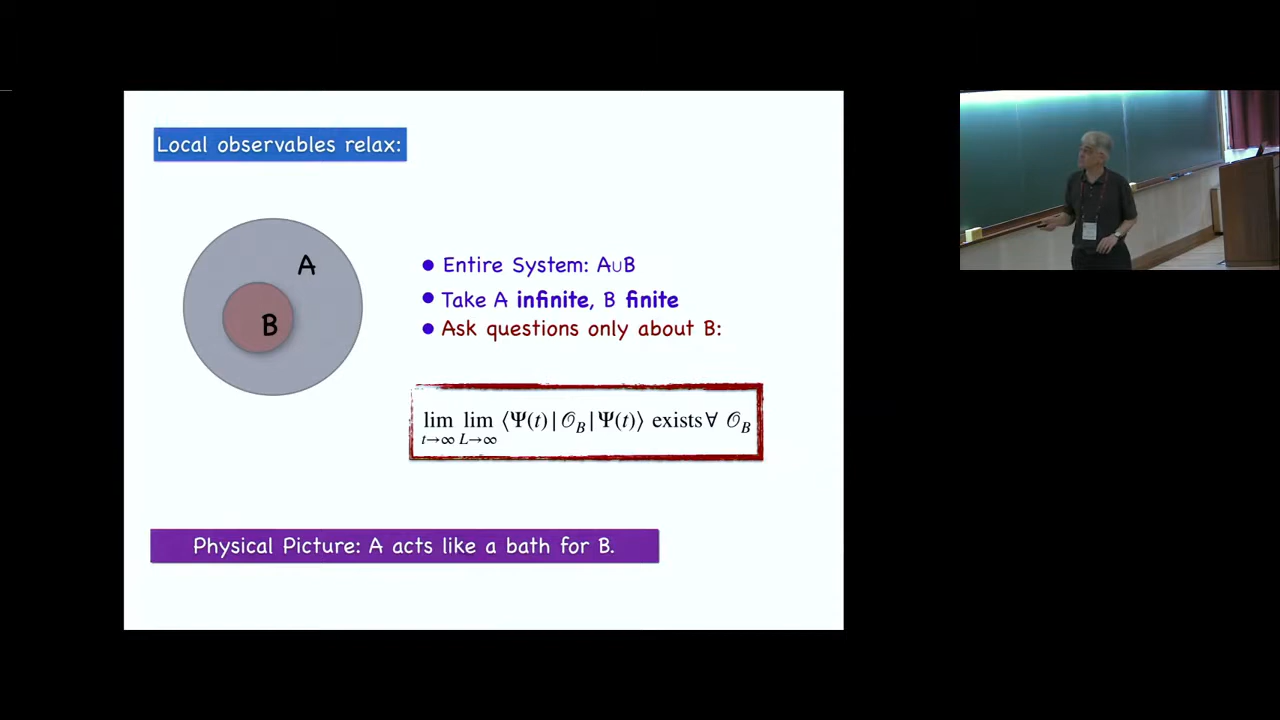 Local observables relax:
A
B
● Entire System: A∪B
● Take A infinite, B finite
● Ask questions only about B:
lim lim ⟨Ψ(t)|𝒪_B|Ψ(t)⟩ exists ∀ 𝒪_B
t→∞ L→∞
Physical Picture: A acts like a bath for B.